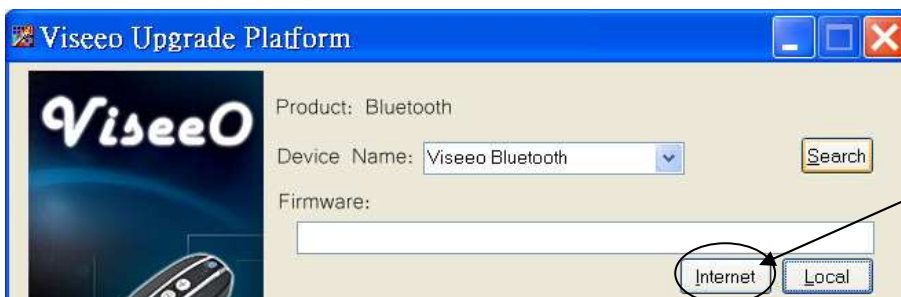 Viseeo Upgrade Platform
ViseeO
Product: Bluetooth
Device Name: Viseeo Bluetooth
Search
Firmware:
Internet
Local